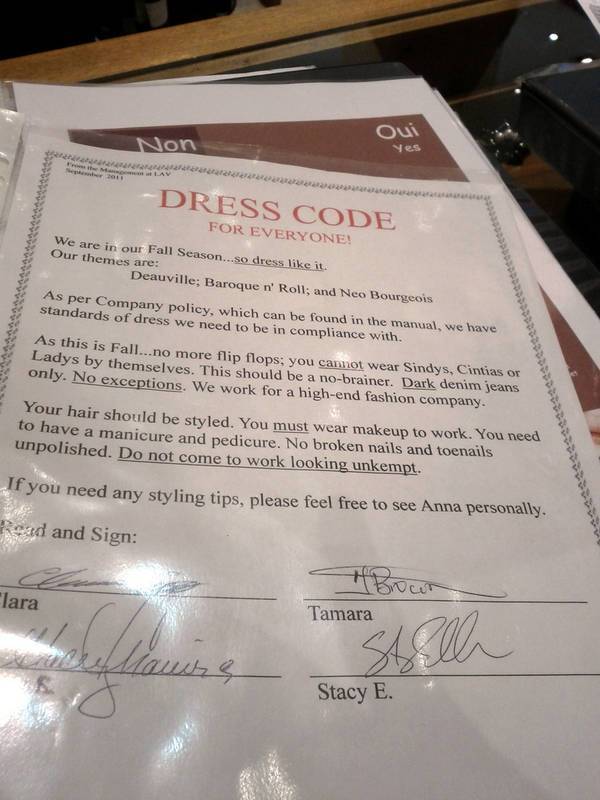 Non
Oui
Yes
From the Management at LAV
September 2011
DRESS CODE
FOR EVERYONE!
We are in our Fall Season...so dress like it.
Our themes are:
Deauville; Baroque n' Roll; and Neo Bourgeois
As per Company policy, which can be found in the manual, we have
standards of dress we need to be in compliance with.
As this is Fall...no more flip flops; you cannot wear Sindys, Cintias or
Ladys by themselves. This should be a no-brainer. Dark denim jeans
only. No exceptions. We work for a high-end fashion company.
Your hair should be styled. You must wear makeup to work. You need
to have a manicure and pedicure. No broken nails and toenails
unpolished. Do not come to work looking unkempt.
If you need any styling tips, please feel free to see Anna personally.
Read and Sign:
lara
Tamara
Stacy E.